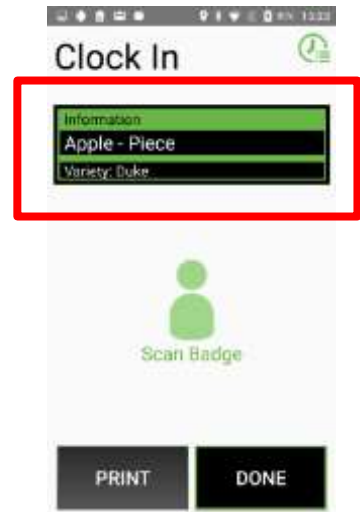 Clock In
Information
Apple - Piece
Variety: Duke
Scan Badge
PRINT
DONE